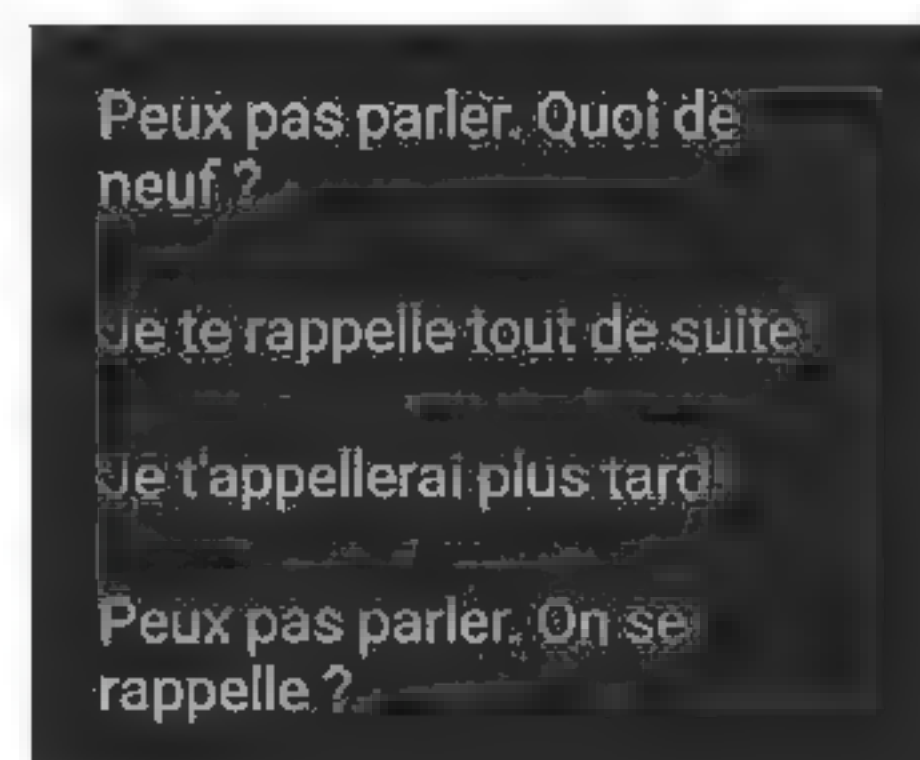 Peux pas parler. Quoi de
neuf ?
Je te rappelle tout de suite
Je t'appellerai plus tard
Peux pas parler. On se
rappelle ?